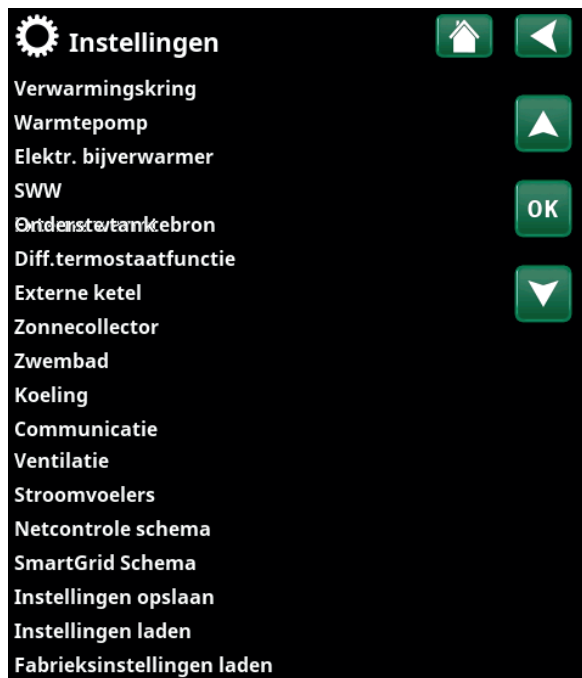 Instellingen
Verwarmingskring
Warmtepomp
Elektr. bijverwarmer
SWW
OK
Diff.termostaatfunctie
Externe ketel
Zonnecollector
Zwembad
Koeling
Communicatie
Ventilatie
Stroomvoelers
Netcontrole schema
SmartGrid Schema
Instellingen opslaan
Instellingen laden
Fabrieksinstellingen laden